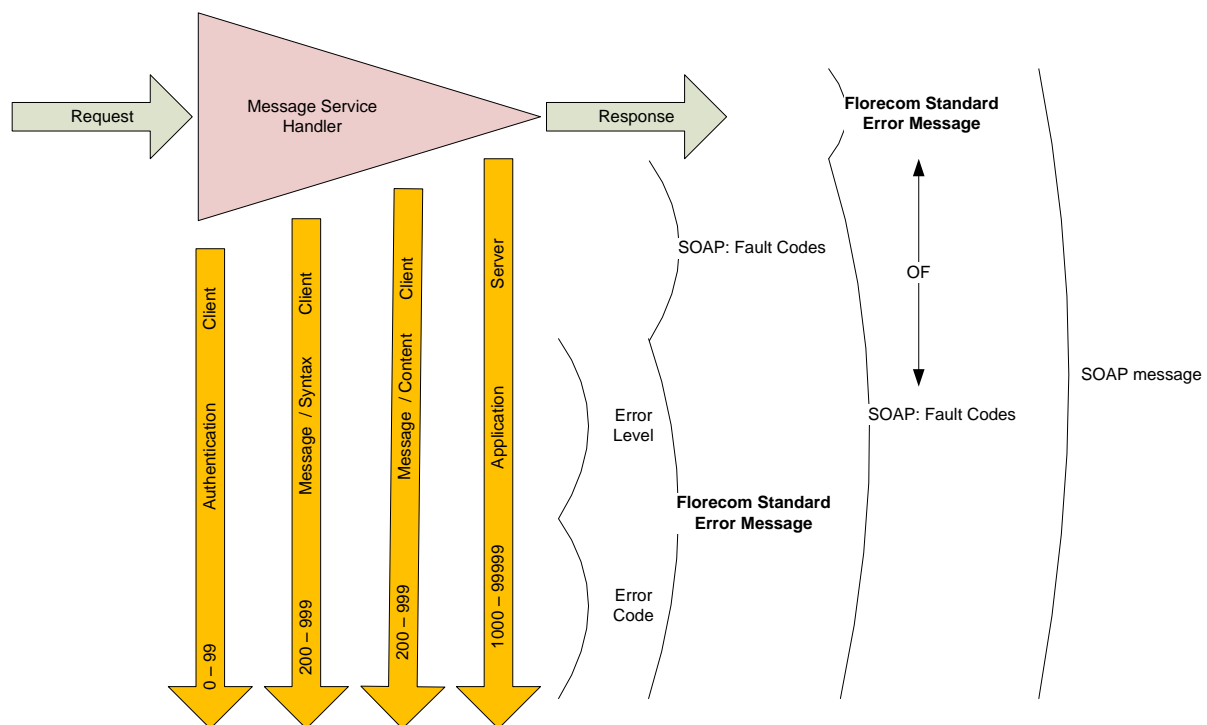 Request
Message Service
Handler
Response
Florecom Standard
Error Message
SOAP: Fault Codes
OF
SOAP message
SOAP: Fault Codes
Client
Authentication
0 – 99
Client
Message / Syntax
200 – 999
Client
Message / Content
200 – 999
Server
Application
1000 – 99999
Error
Level
Florecom Standard
Error Message
Error
Code